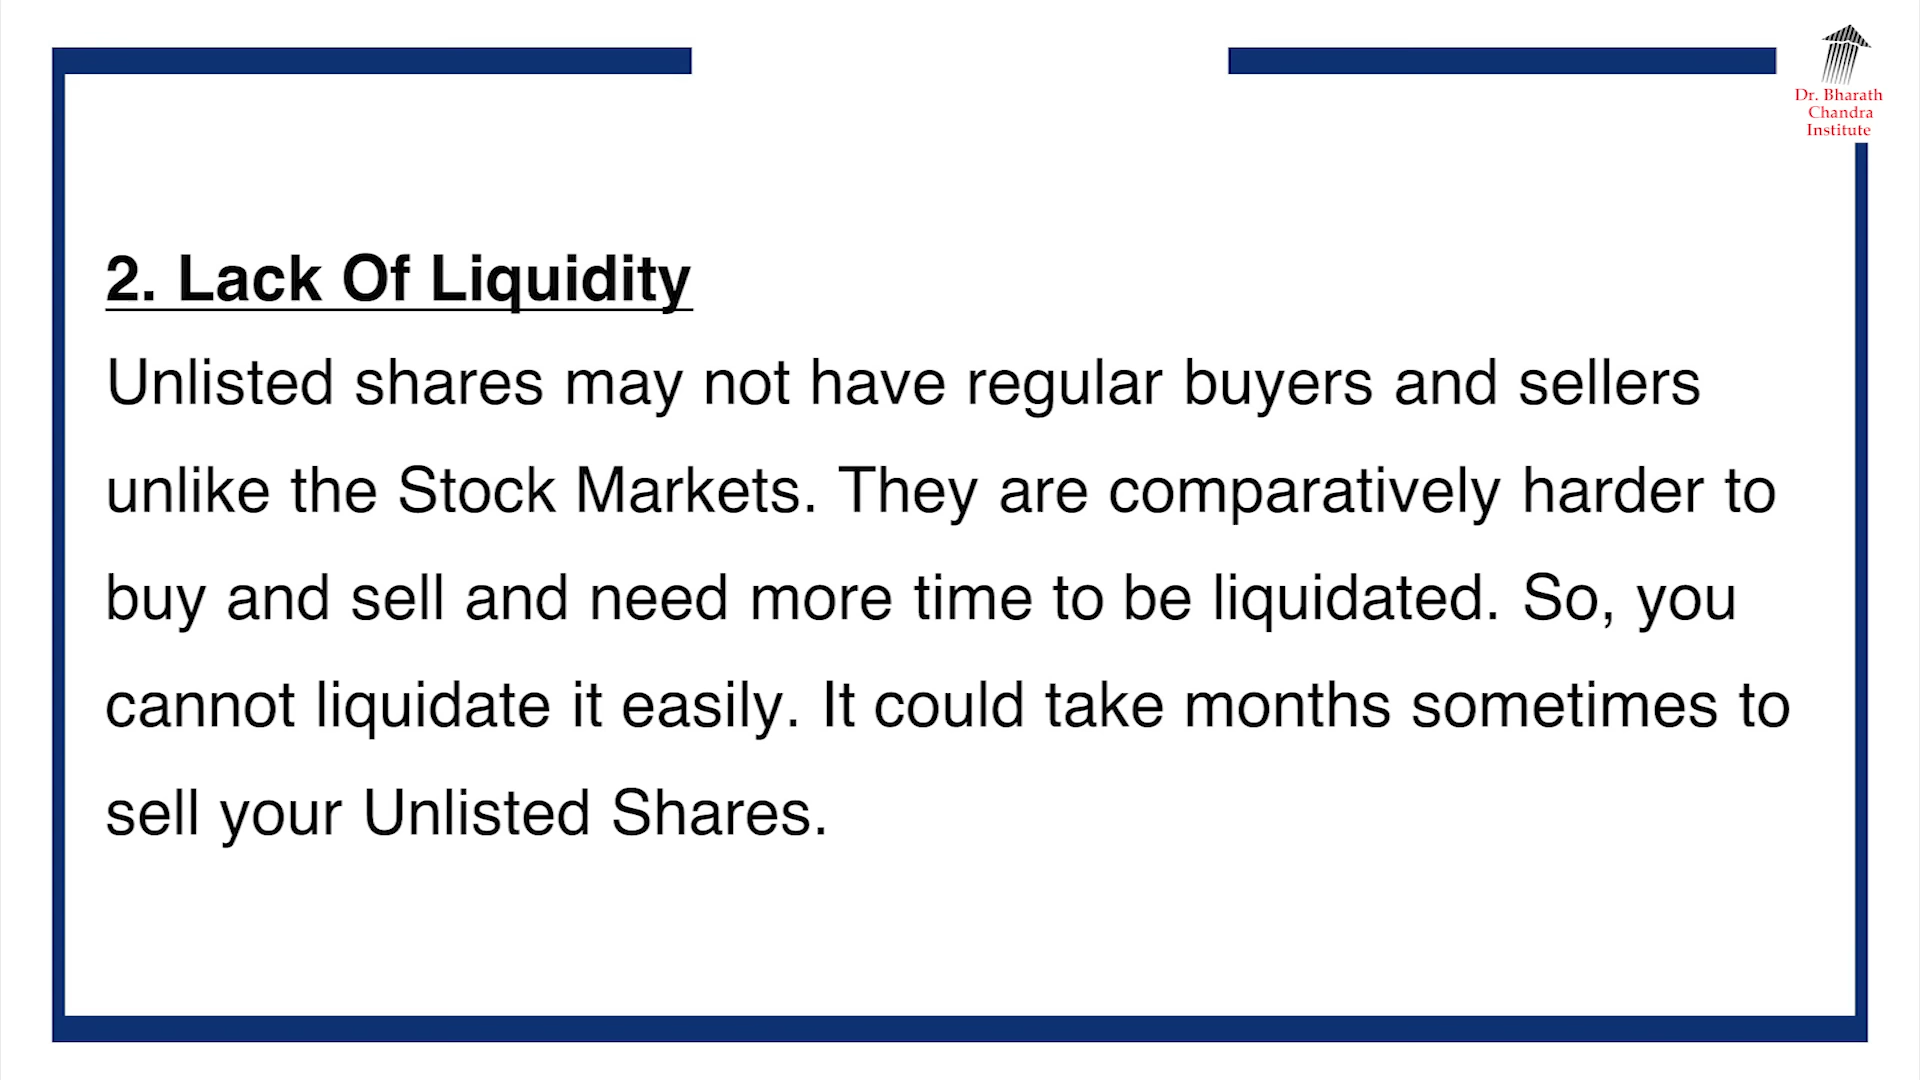 Dr. Bharath
Chandra
Institute
2. Lack Of Liquidity
Unlisted shares may not have regular buyers and sellers
unlike the Stock Markets. They are comparatively harder to
buy and sell and need more time to be liquidated. So, you
cannot liquidate it easily. It could take months sometimes to
sell your Unlisted Shares.